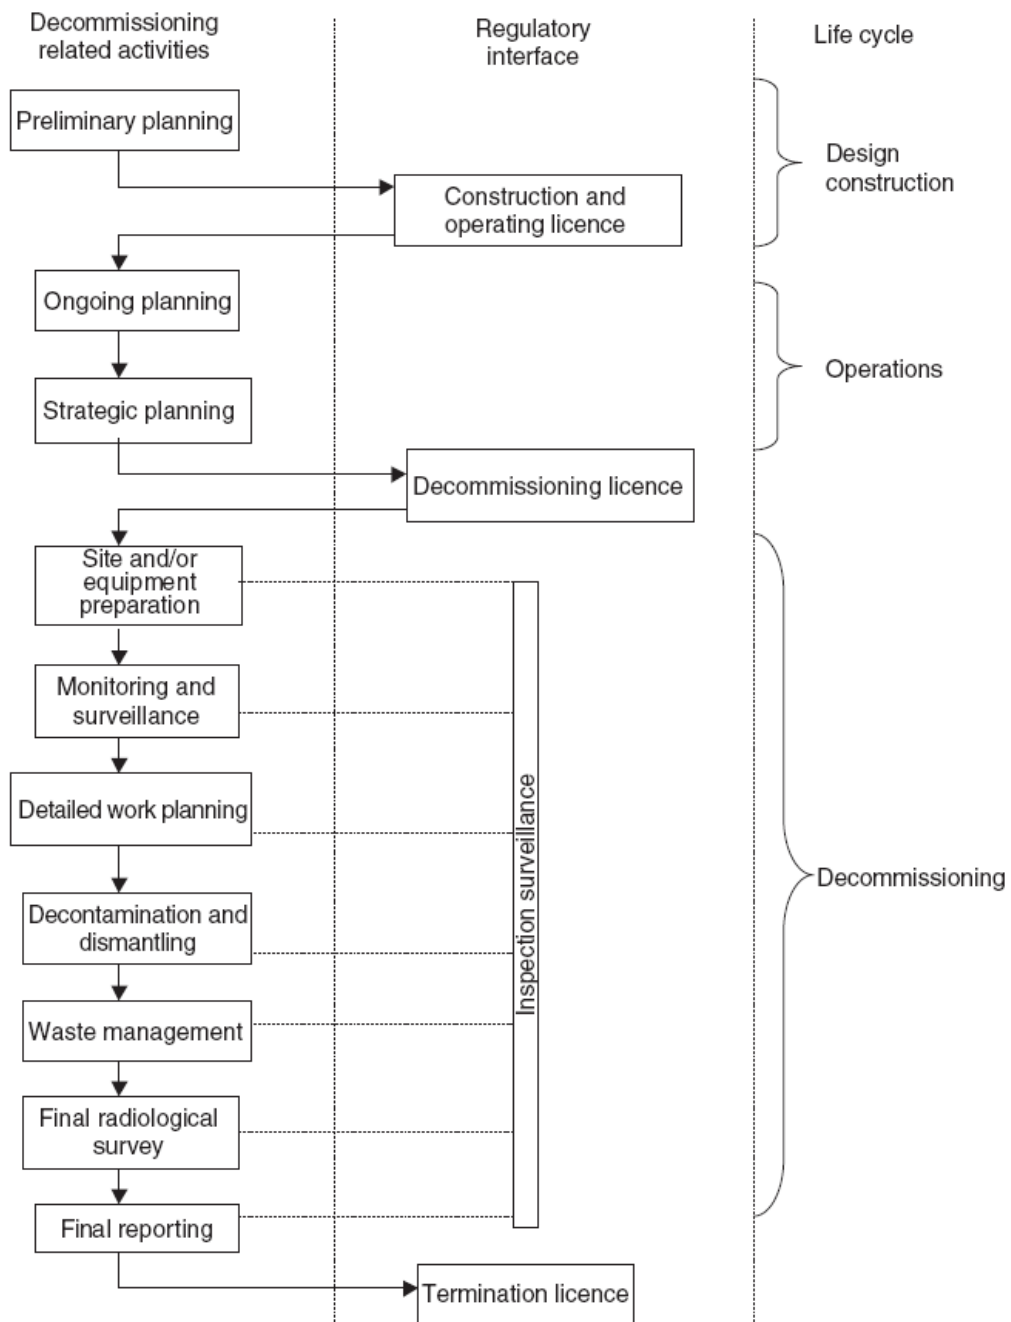 Decommissioning
related activities
Regulatory
interface
Life cycle
Preliminary planning
Design
construction
Construction and
operating licence
Ongoing planning
Operations
Strategic planning
Decommissioning licence
Site and/or
equipment
preparation
Monitoring and
surveillance
Detailed work planning
Inspection surveillance
Decommissioning
Decontamination and
dismantling
Waste management
Final radiological
survey
Final reporting
Termination licence